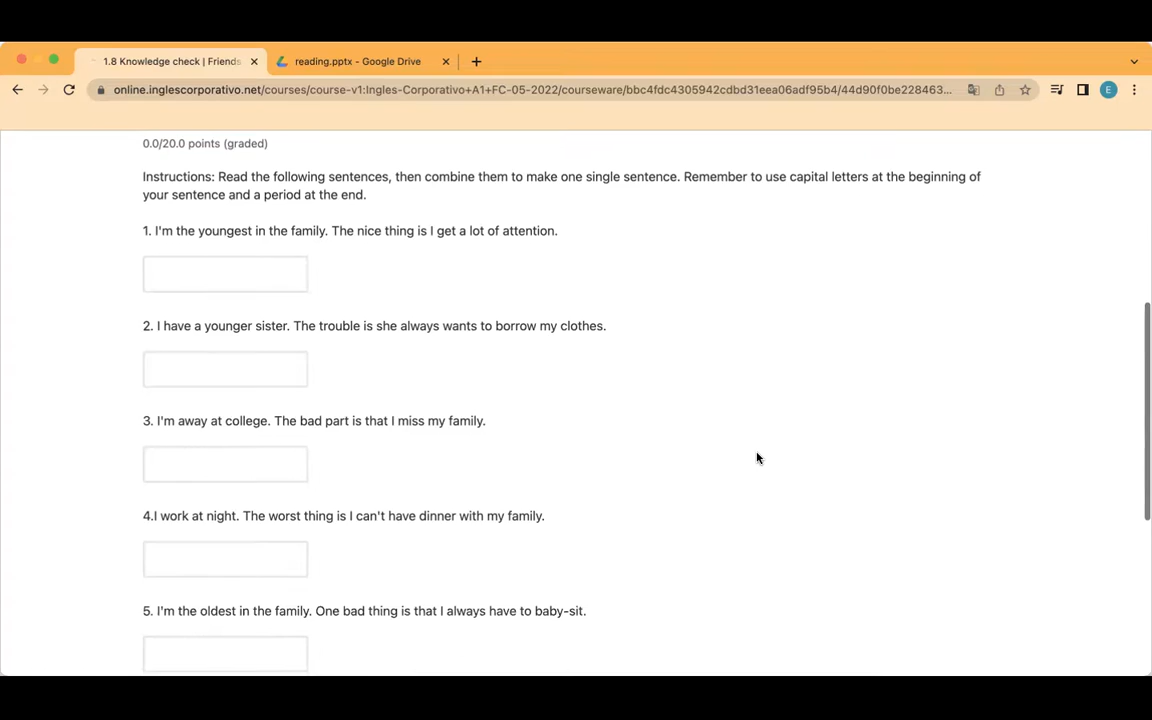 1.8 Knowledge check | Friends
reading.pptx - Google Drive
online.inglescorporativo.net/courses/course-v1:Ingles-Corporativo+A1+FC-05-2022/courseware/bbc4fdc4305942cdbd31eea06adf95b4/44d90f0be228463...
E
0.0/20.0 points (graded)
Instructions: Read the following sentences, then combine them to make one single sentence. Remember to use capital letters at the beginning of
your sentence and a period at the end.
1. I'm the youngest in the family. The nice thing is I get a lot of attention.
2. I have a younger sister. The trouble is she always wants to borrow my clothes.
3. I'm away at college. The bad part is that I miss my family.
4.I work at night. The worst thing is I can't have dinner with my family.
5. I'm the oldest in the family. One bad thing is that I always have to baby-sit.